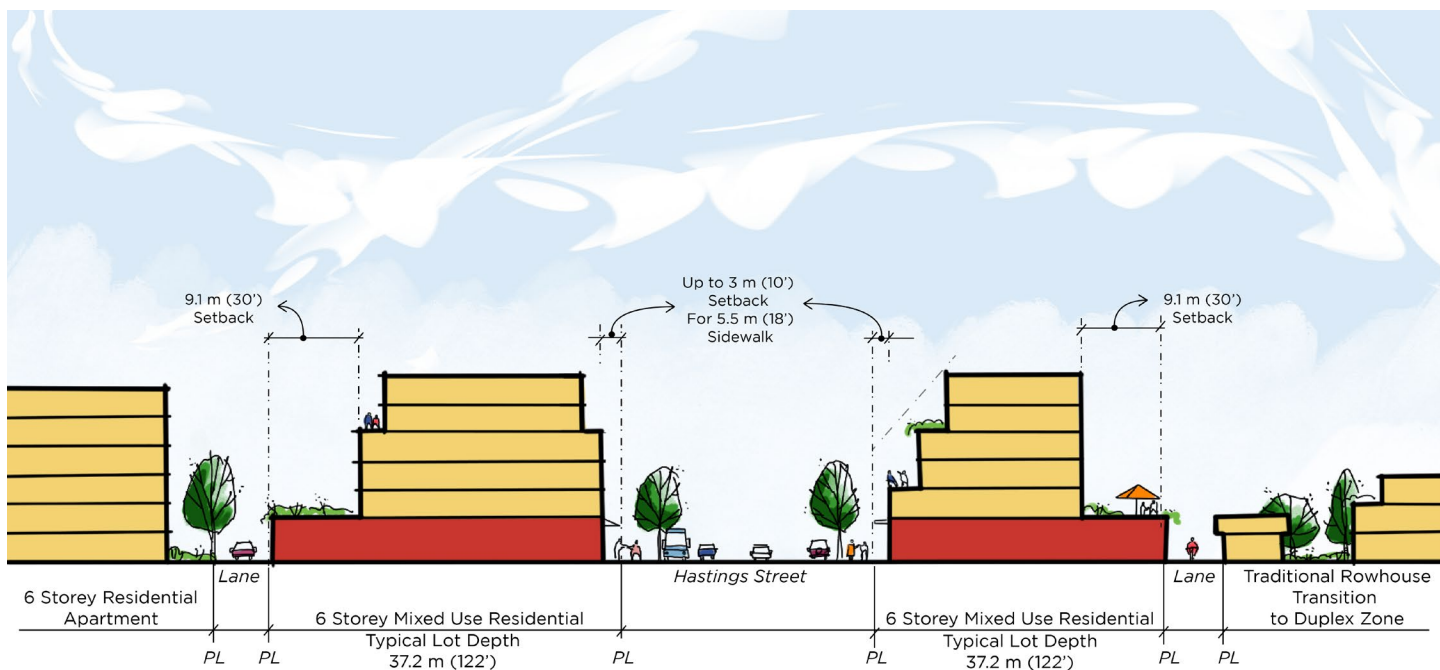 9.1 m (30')
Setback
Up to 3 m (10')
Setback
For 5.5 m (18')
Sidewalk
9.1 m (30')
Setback
Lane
Hastings Street
Lane
6 Storey Residential
Apartment
6 Storey Mixed Use Residential
Typical Lot Depth
37.2 m (122')
6 Storey Mixed Use Residential
Typical Lot Depth
37.2 m (122')
Traditional Rowhouse
Transition
to Duplex Zone
PL
PL
PL
PL
PL
PL